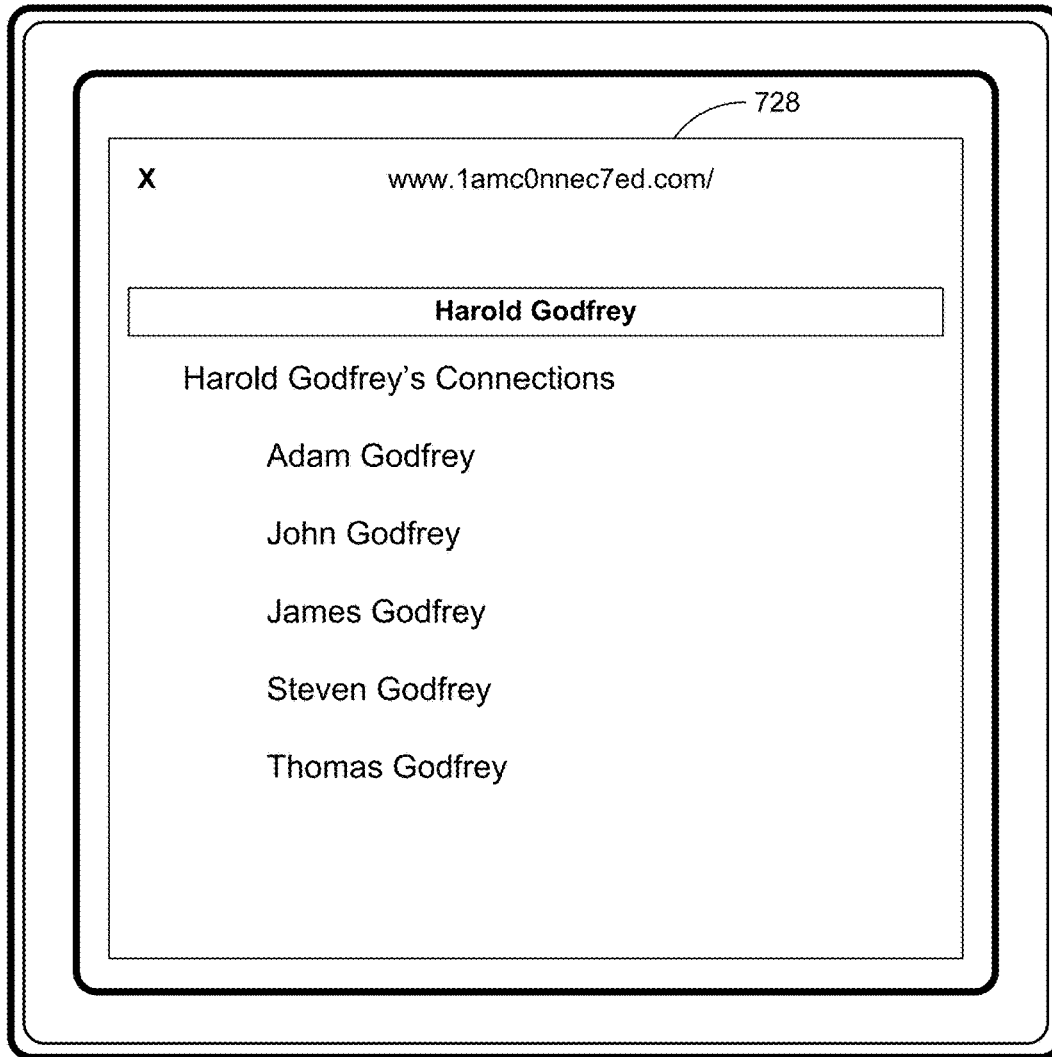 728
X www.1amc0nnec7ed.com/
Harold Godfrey
Harold Godfrey’s Connections
Adam Godfrey
John Godfrey
James Godfrey
Steven Godfrey
Thomas Godfrey